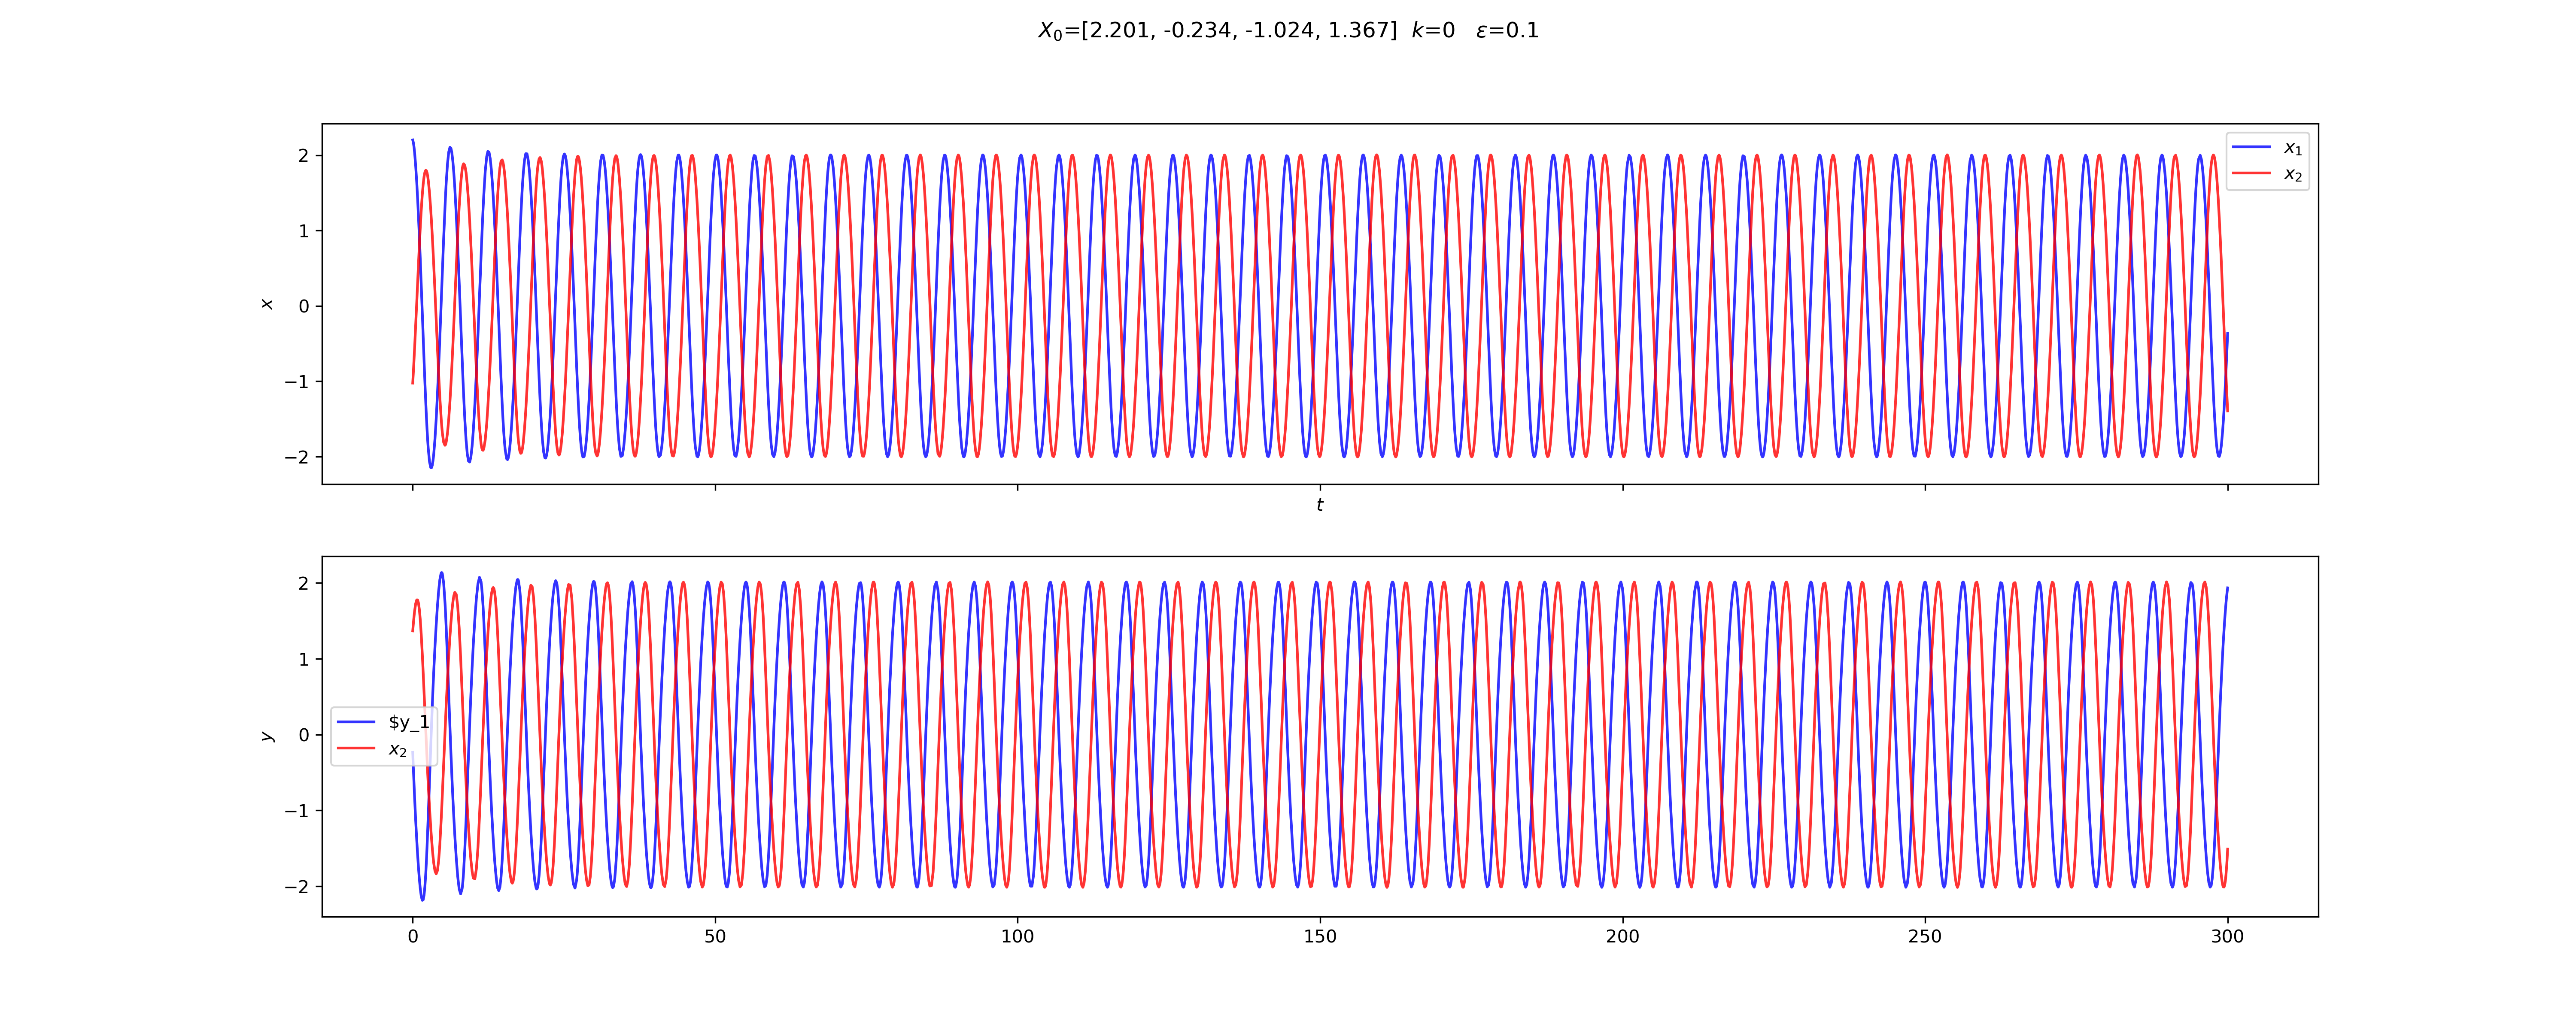 X₀=[2.201, -0.234, -1.024, 1.367] k=0 ε=0.1
2
1
0
−1
−2
x
x₁
x₂
t
2
1
0
−1
−2
y
$y_1
x₂
0 50 100 150 200 250 300